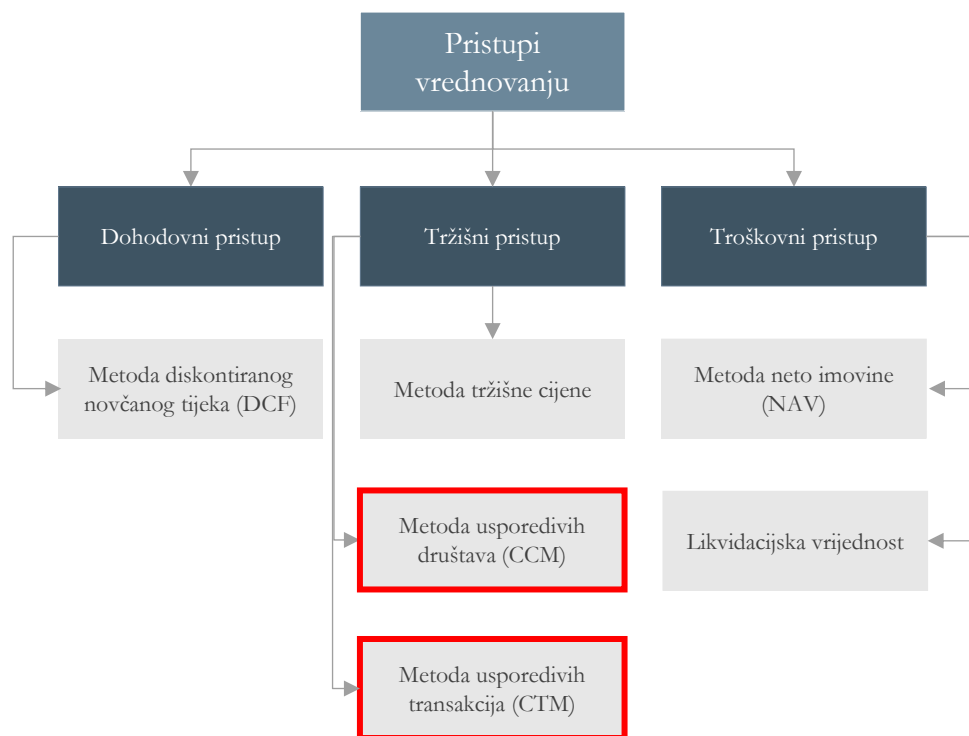 Pristupi
vrednovanju
Dohodovni pristup
Tržišni pristup
Troškovni pristup
Metoda diskontiranog
novčanog tijeka (DCF)
Metoda tržišne cijene
Metoda neto imovine
(NAV)
Metoda usporedivih
društava (CCM)
Likvidacijska vrijednost
Metoda usporedivih
transakcija (CTM)